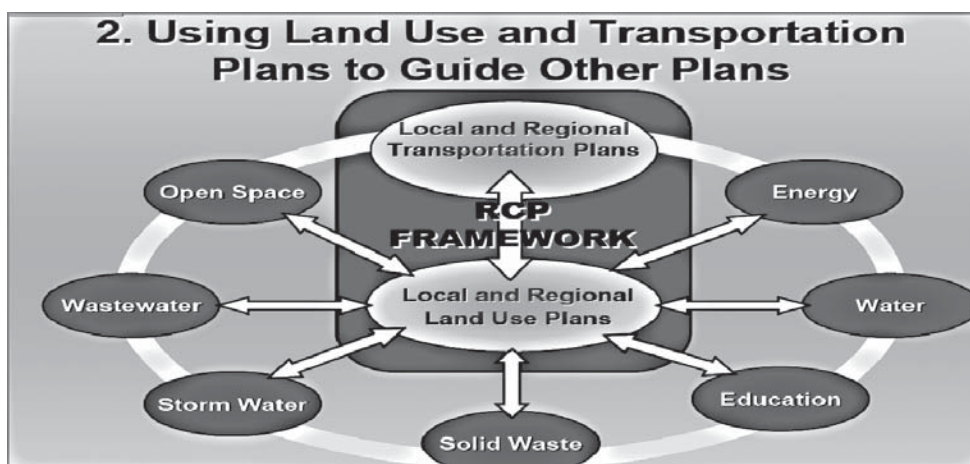 2. Using Land Use and Transportation
Plans to Guide Other Plans
Local and Regional
Transportation Plans
Open Space
Energy
RCP
FRAMEWORK
Wastewater
Local and Regional
Land Use Plans
Water
Storm Water
Education
Solid Waste